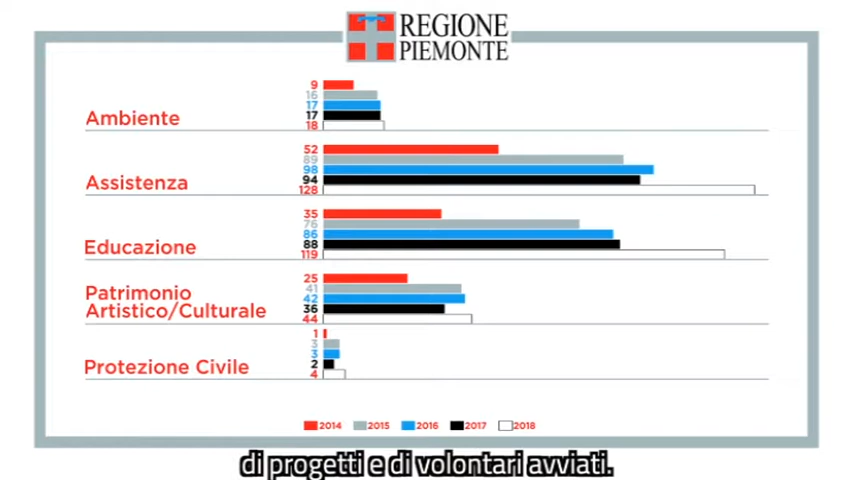 REGIONE
PIEMONTE
9
16
17
17
18
Ambiente
52
89
98
94
128
Assistenza
35
76
86
88
119
Educazione
25
41
42
36
44
Patrimonio
Artistico/Culturale
1
3
3
2
4
Protezione Civile
2014 2015 2016 2017 2018
di progetti e di volontari avviati.